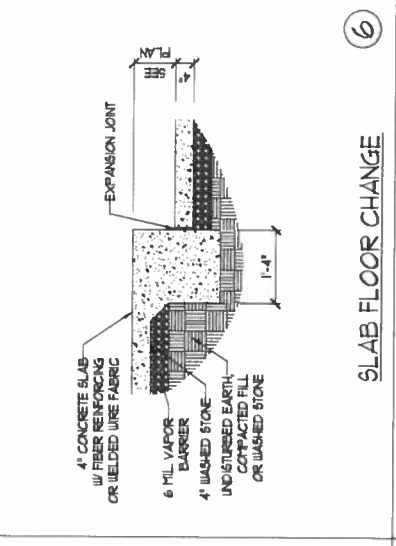 4" CONCRETE SLAB
W/ FIBER REINFORCING
OR WELDED WIRE FABRIC
6 MIL. VAPOR
BARRIER
4" WASHED STONE
UNDISTURBED EARTH,
COMPACTED FILL
OR WASHED STONE
EXPANSION JOINT
SEE
PLAN
4"
1'-4"
SLAB FLOOR CHANGE
6